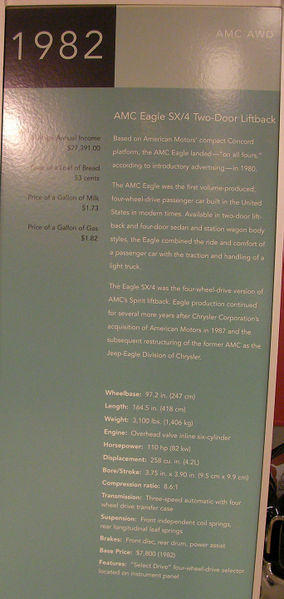 1982
AMC AWD
AMC Eagle SX/4 Two-Door Liftback
Annual Income
$27,391.00
of a Loaf of Bread
53 cents
Price of a Gallon of Milk
$1.73
Price of a Gallon of Gas
$1.82
Based on American Motors' compact Concord
platform, the AMC Eagle landed—"on all fours,"
according to introductory advertising—in 1980.
The AMC Eagle was the first volume-produced,
four-wheel-drive passenger car built in the United
States in modern times. Available in two-door lift-
back and four-door sedan and station wagon body
styles, the Eagle combined the ride and comfort of
a passenger car with the traction and handling of a
light truck.
The Eagle SX/4 was the four-wheel-drive version of
AMC's Spirit liftback. Eagle production continued
for several more years after Chrysler Corporation's
acquisition of American Motors in 1987 and the
subsequent restructuring of the former AMC as the
Jeep-Eagle Division of Chrysler.
Wheelbase: 97.2 in. (247 cm)
Length: 164.5 in. (418 cm)
Weight: 3,100 lbs. (1,406 kg)
Engine: Overhead valve inline six-cylinder
Horsepower: 110 hp (82 kw)
Displacement: 258 cu. in. (4.2L)
Bore/Stroke: 3.75 in. x 3.90 in. (9.5 cm x 9.9 cm)
Compression ratio: 8.6:1
Transmission: Three-speed automatic with four
wheel drive transfer case
Suspension: Front independent coil springs,
rear longitudinal leaf springs
Brakes: Front disc, rear drum, power assist
Base Price: $7,800 (1982)
Features: "Select Drive" four-wheel-drive selector
located on instrument panel